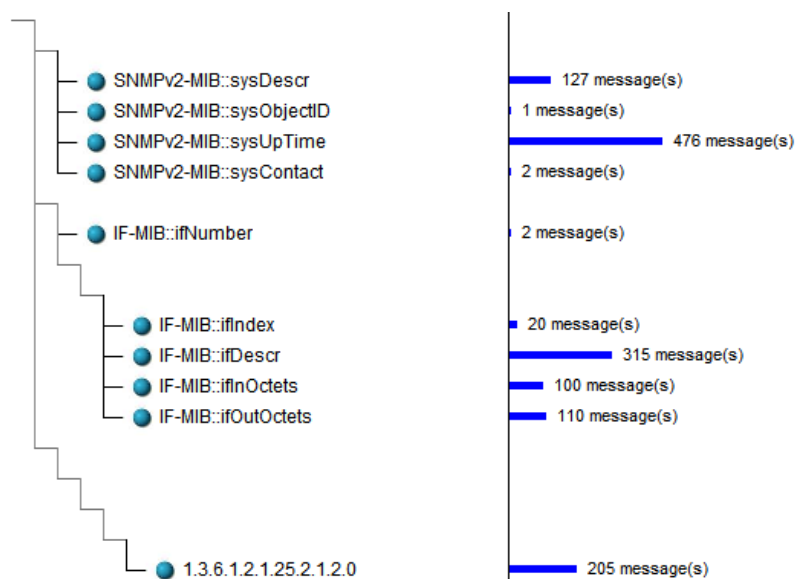 SNMPv2-MIB::sysDescr 127 message(s)
SNMPv2-MIB::sysObjectID 1 message(s)
SNMPv2-MIB::sysUpTime 476 message(s)
SNMPv2-MIB::sysContact 2 message(s)
IF-MIB::ifNumber 2 message(s)
IF-MIB::ifIndex 20 message(s)
IF-MIB::ifDescr 315 message(s)
IF-MIB::ifInOctets 100 message(s)
IF-MIB::ifOutOctets 110 message(s)
1.3.6.1.2.1.25.2.1.2.0 205 message(s)